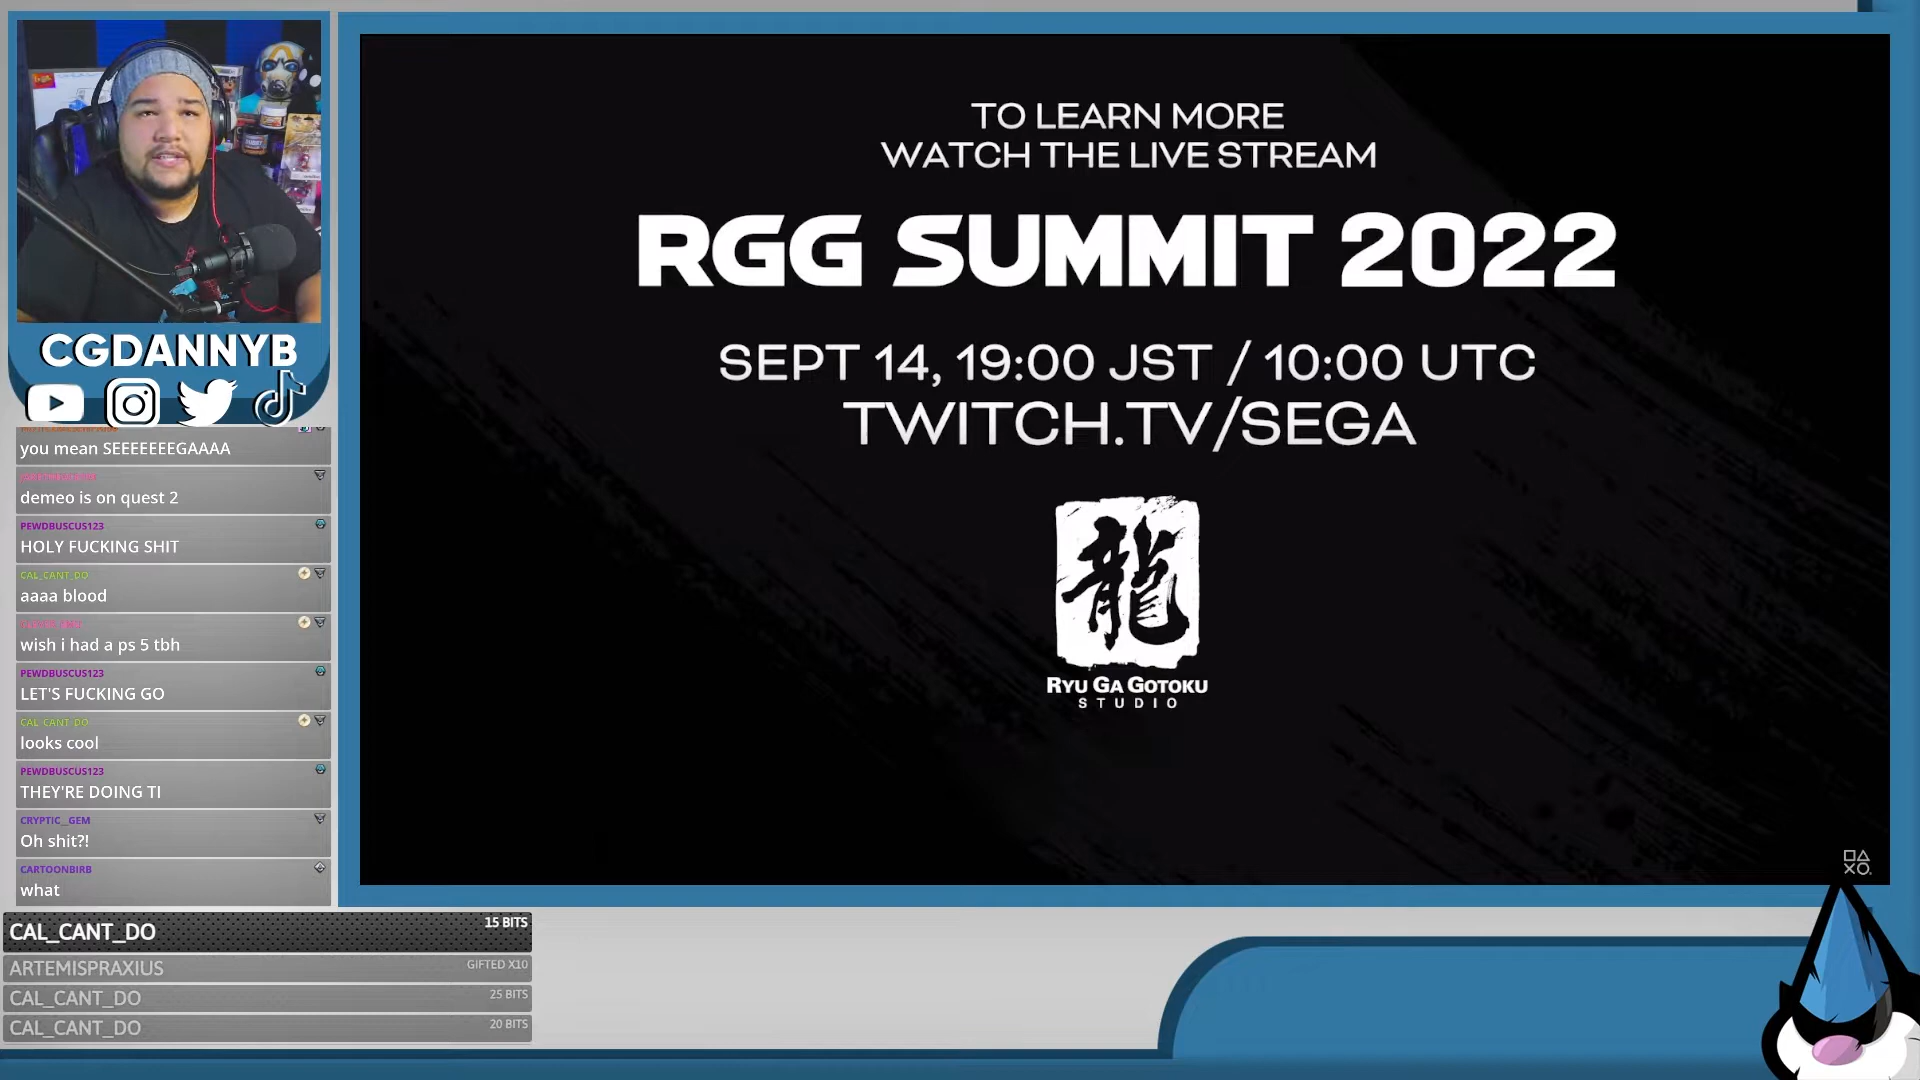 TO LEARN MORE
WATCH THE LIVE STREAM
RGG SUMMIT 2022
SEPT 14, 19:00 JST / 10:00 UTC
TWITCH.TV/SEGA
龍
RYU GA GOTOKU
STUDIO
CGDANNYB
you mean SEEEEEEEGAAAA
demeo is on quest 2
PEWDBUSCUS123
HOLY FUCKING SHIT
CAL_CANT_DO
aaaa blood
wish i had a ps 5 tbh
PEWDBUSCUS123
LET'S FUCKING GO
CAL_CANT_DO
looks cool
PEWDBUSCUS123
THEY'RE DOING TI
CRYPTIC_GEM
Oh shit?!
CARTOONBIRB
what
CAL_CANT_DO 15 BITS
ARTEMISPRAXIUS GIFTED X10
CAL_CANT_DO 25 BITS
CAL_CANT_DO 20 BITS